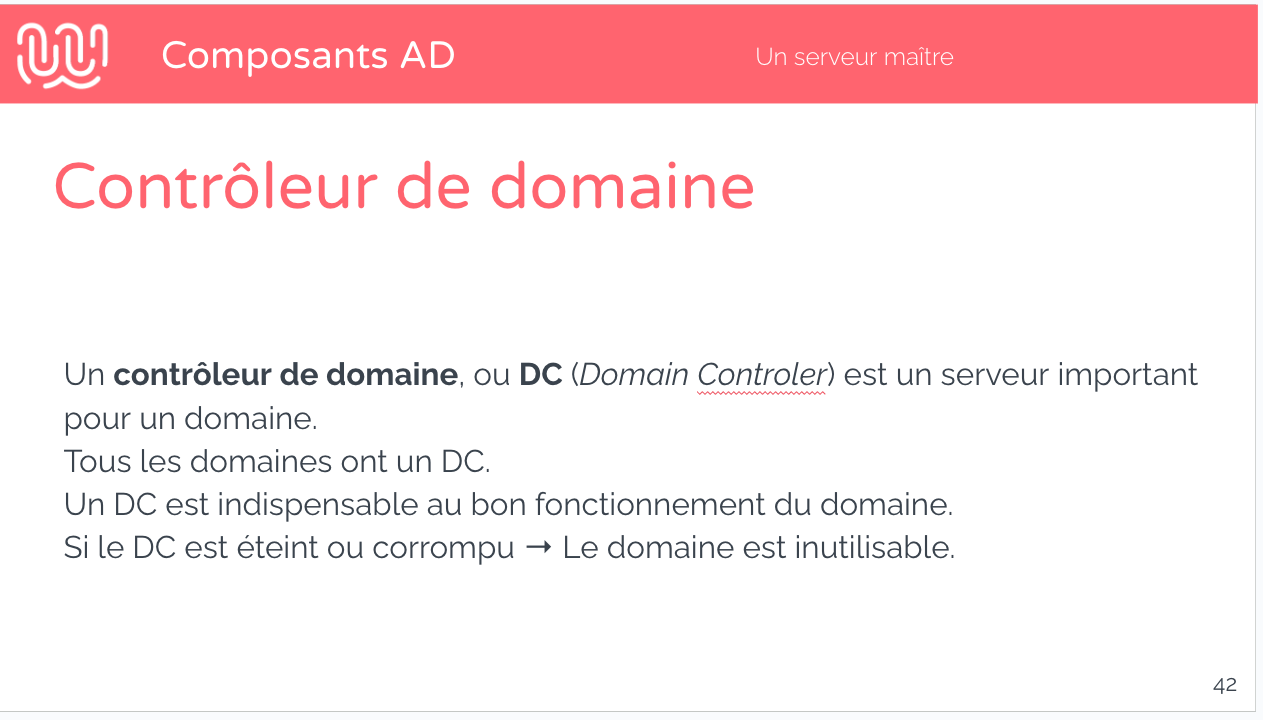 Composants AD
Un serveur maître
Contrôleur de domaine
Un contrôleur de domaine, ou DC (Domain Controler) est un serveur important
pour un domaine.
Tous les domaines ont un DC.
Un DC est indispensable au bon fonctionnement du domaine.
Si le DC est éteint ou corrompu → Le domaine est inutilisable.
42